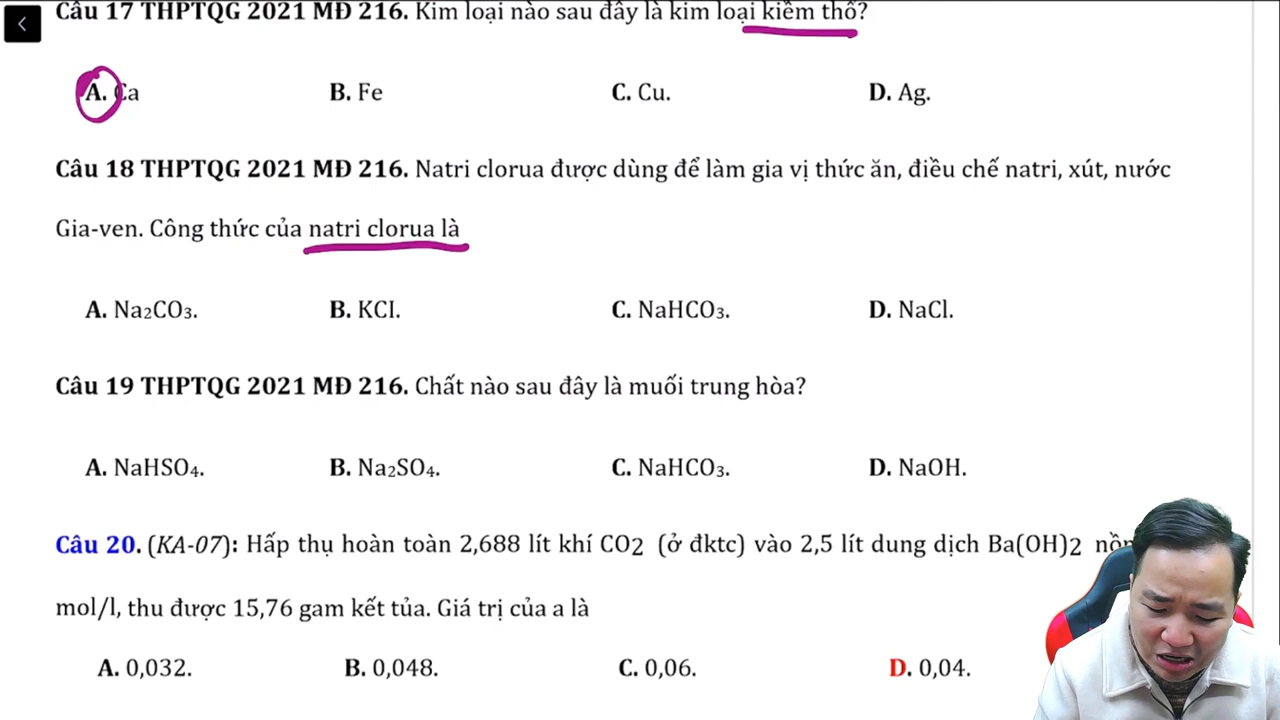 Câu 17 THPTQG 2021 MĐ 216. Kim loại nào sau đây là kim loại kiềm thổ?
A. Ca
B. Fe
C. Cu.
D. Ag.
Câu 18 THPTQG 2021 MĐ 216. Natri clorua được dùng để làm gia vị thức ăn, điều chế natri, xút, nước
Gia-ven. Công thức của natri clorua là
A. Na₂CO₃.
B. KCI.
C. NaHCO₃.
D. NaCl.
Câu 19 THPTQG 2021 MĐ 216. Chất nào sau đây là muối trung hòa?
A. NaHSO₄.
B. Na₂SO₄.
C. NaHCO₃.
D. NaOH.
Câu 20. (KA-07): Hấp thụ hoàn toàn 2,688 lít khí CO2 (ở đktc) vào 2,5 lít dung dịch Ba(OH)2
mol/l, thu được 15,76 gam kết tủa. Giá trị của a là
A. 0,032.
B. 0,048.
C. 0,06.
D. 0,04.